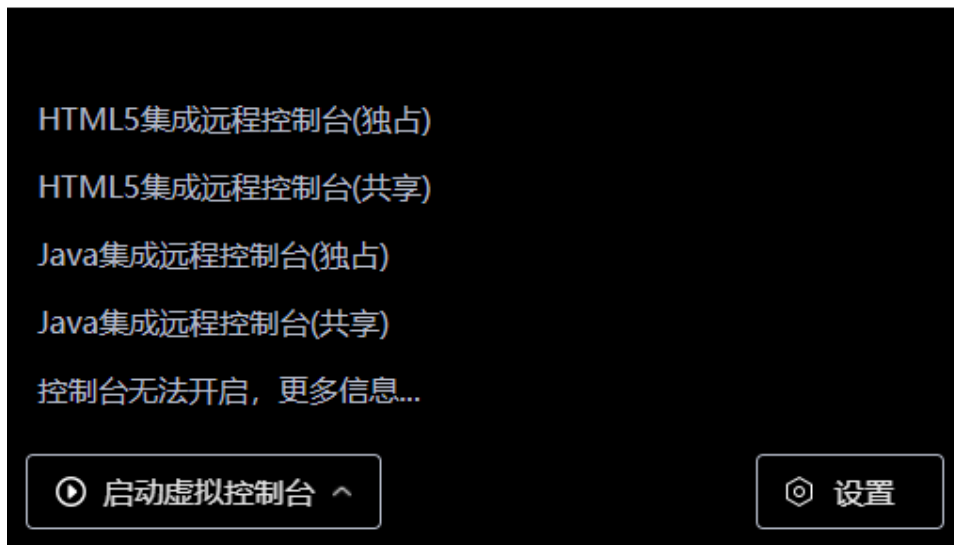 HTML5集成远程控制台(独占)
HTML5集成远程控制台(共享)
Java集成远程控制台(独占)
Java集成远程控制台(共享)
控制台无法开启，更多信息...
启动虚拟控制台
设置